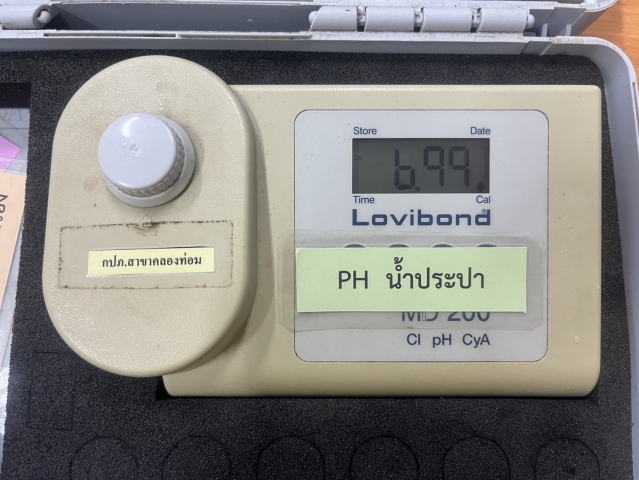 Store Date
6.99
Time Cal
Lovibond
กปภ.สาขาคลองท่อม
PH น้ำประปา
MD 200
Cl pH CyA